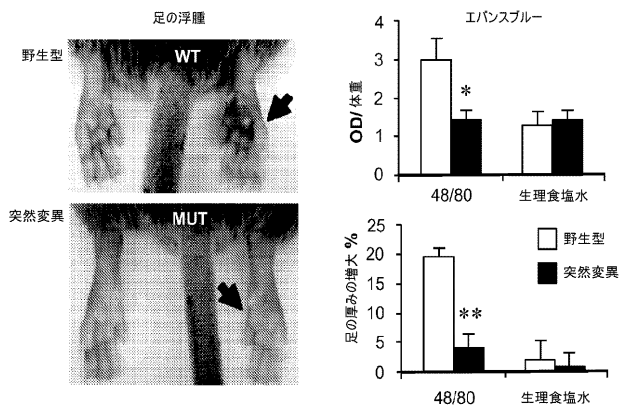 足の浮腫
野生型
WT
突然変異
MUT
エバンスブルー
OD/体重
4
3
2
1
0
*
48/80
生理食塩水
足の厚みの増大 %
25
20
15
10
5
0
**
野生型
突然変異
48/80
生理食塩水